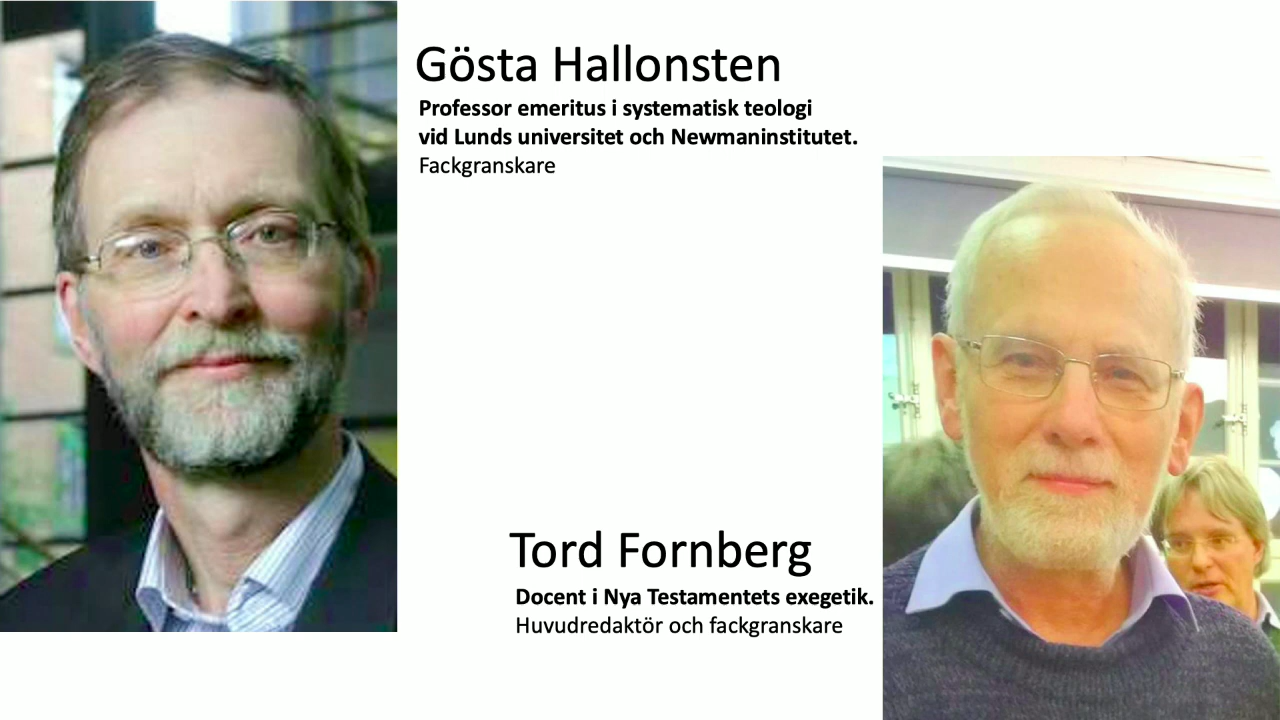 Gösta Hallonsten
Professor emeritus i systematisk teologi
vid Lunds universitet och Newmaninstitutet.
Fackgranskare
Tord Fornberg
Docent i Nya Testamentets exegetik.
Huvudredaktör och fackgranskare